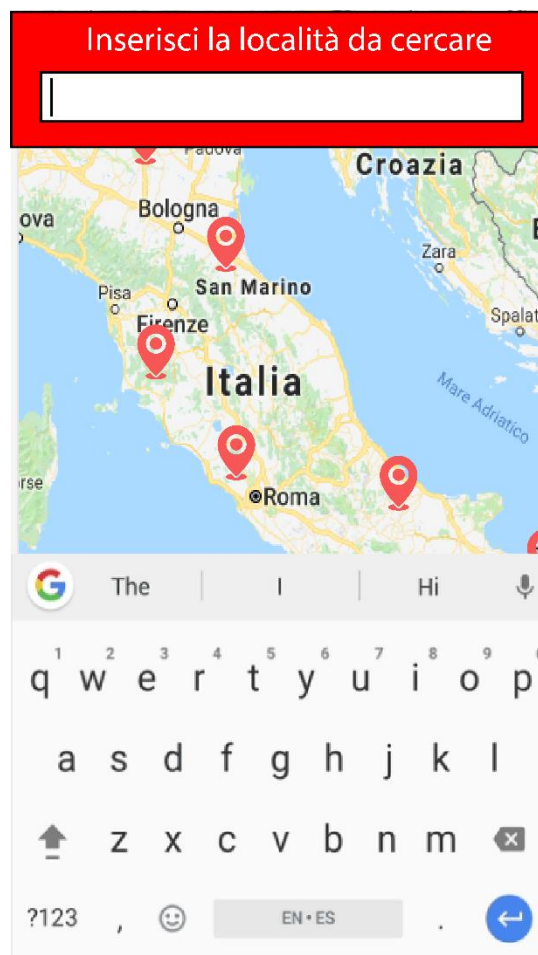 Inserisci la località da cercare
Padova
Croazia
ova
Bologna
Zara
San Marino
Pisa
Firenze
Spalat
Italia
Mare Adriatico
rse
Roma
G The I Hi
1 2 3 4 5 6 7 8 9
q w e r t y u i o p
a s d f g h j k l
z x c v b n m
?123 , EN • ES .